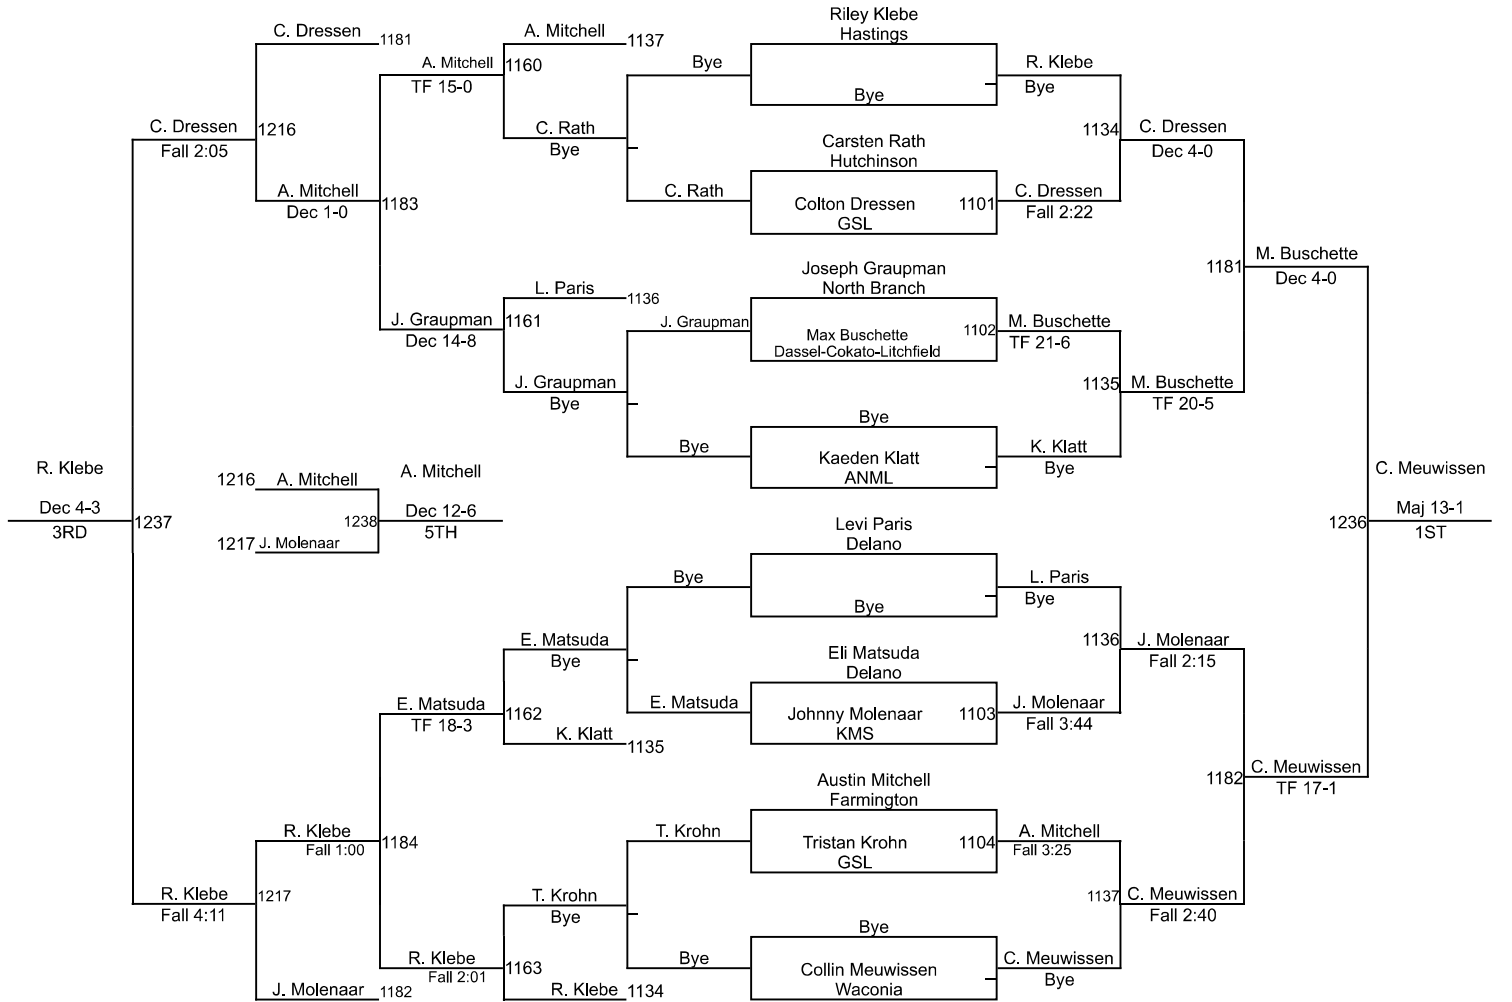 Riley Klebe
Hastings
Bye
Carsten Rath
Hutchinson
Colton Dressen
GSL
1101
Joseph Graupman
North Branch
Max Buschette
Dassel-Cokato-Litchfield
1102
Bye
Kaeden Klatt
ANML
Levi Paris
Delano
Bye
Eli Matsuda
Delano
Johnny Molenaar
KMS
1103
Austin Mitchell
Farmington
Tristan Krohn
GSL
1104
Bye
Collin Meuwissen
Waconia
R. Klebe
Bye
1134
C. Dressen
Fall 2:22
M. Buschette
TF 21-6
1135
K. Klatt
Bye
L. Paris
Bye
1136
J. Molenaar
Fall 3:44
A. Mitchell
Fall 3:25
1137
C. Meuwissen
Bye
C. Dressen
Dec 4-0
1181
M. Buschette
TF 20-5
J. Molenaar
Fall 2:15
1182
C. Meuwissen
Fall 2:40
M. Buschette
Dec 4-0
1236
C. Meuwissen
TF 17-1
C. Meuwissen
Maj 13-1
1ST
Bye
C. Rath
J. Graupman
Bye
Bye
E. Matsuda
T. Krohn
Bye
A. Mitchell
1137
1160
C. Rath
Bye
L. Paris
1136
1161
J. Graupman
Bye
E. Matsuda
Bye
1162
K. Klatt
1135
T. Krohn
Bye
1163
R. Klebe
1134
A. Mitchell
TF 15-0
1183
J. Graupman
Dec 14-8
E. Matsuda
TF 18-3
1184
R. Klebe
Fall 2:01
C. Dressen
1181
1216
A. Mitchell
Dec 1-0
R. Klebe
Fall 1:00
1217
J. Molenaar
1182
C. Dressen
Fall 2:05
1237
R. Klebe
Fall 4:11
R. Klebe
Dec 4-3
3RD
1216
A. Mitchell
1238
1217
J. Molenaar
A. Mitchell
Dec 12-6
5TH